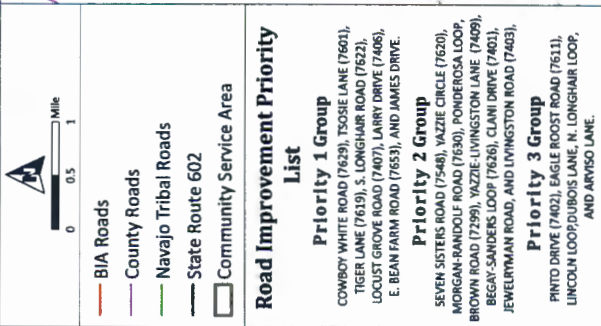 N
Mile
0 0.5 1
BIA Roads
County Roads
Navajo Tribal Roads
State Route 602
Community Service Area
Road Improvement Priority
List
Priority 1 Group
COWBOY WHITE ROAD (7629), TSOSIE LANE (7601),
TIGER LANE (7619), S. LONGHAIR ROAD (7622),
LOCUST GROVE ROAD (7407), LARRY DRIVE (7406),
E. BEAN FARM ROAD (7653), AND JAMES DRIVE.
Priority 2 Group
SEVEN SISTERS ROAD (7548), YAZZIE CIRCLE (7620),
MORGAN-RANDOLF ROAD (7630), PONDEROSA LOOP,
BROWN ROAD (7299), YAZZIE-LIVINGSTON LANE (7409),
BEGAY-SANDERS LOOP (7626), CLANI DRIVE (7401),
JEWELRYMAN ROAD, AND LIVINGSTON ROAD (7403),
Priority 3 Group
PINTO DRIVE (7402), EAGLE ROOST ROAD (7611),
LINCOLN LOOP,DUBOIS LANE, N. LONGHAIR LOOP,
AND ARVISO LANE.